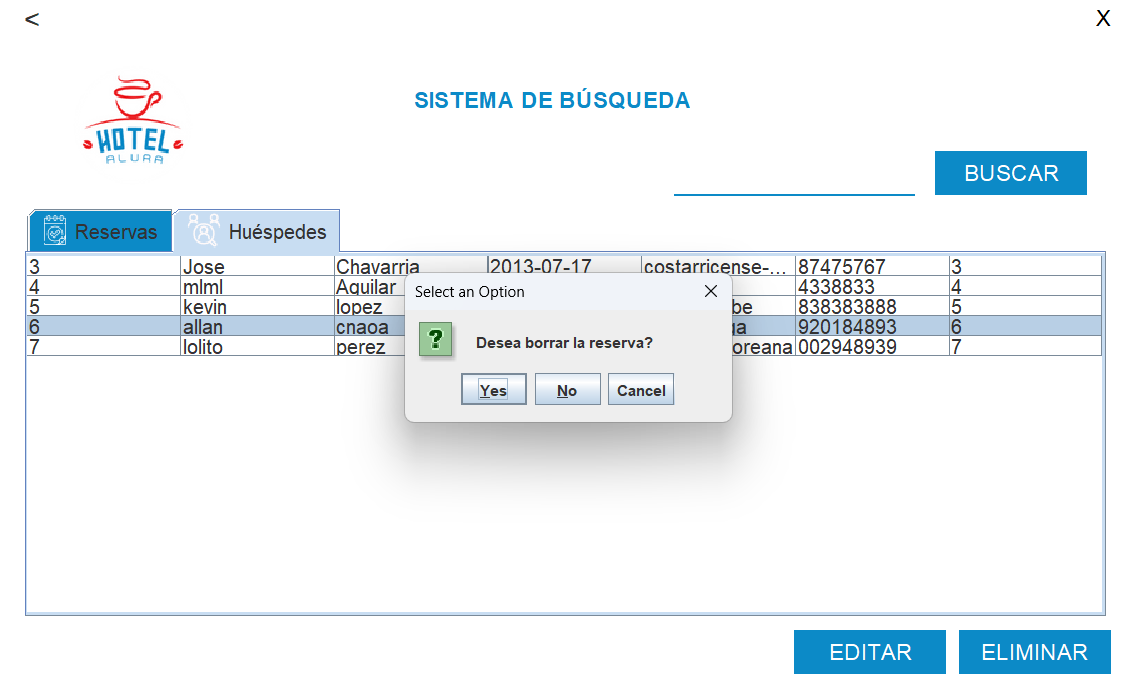 < X
HOTEL
ALURA
SISTEMA DE BÚSQUEDA
BUSCAR
Reservas Huéspedes
3 Jose Chavarria 2013-07-17 costarricense-... 87475767 3
4 mlml Aguilar 4338833 4
5 kevin lopez be 838383888 5
6 allan cnaoa ga 920184893 6
7 lolito perez oreana 002948939 7
Select an Option
? Desea borrar la reserva?
Yes No Cancel
EDITAR ELIMINAR